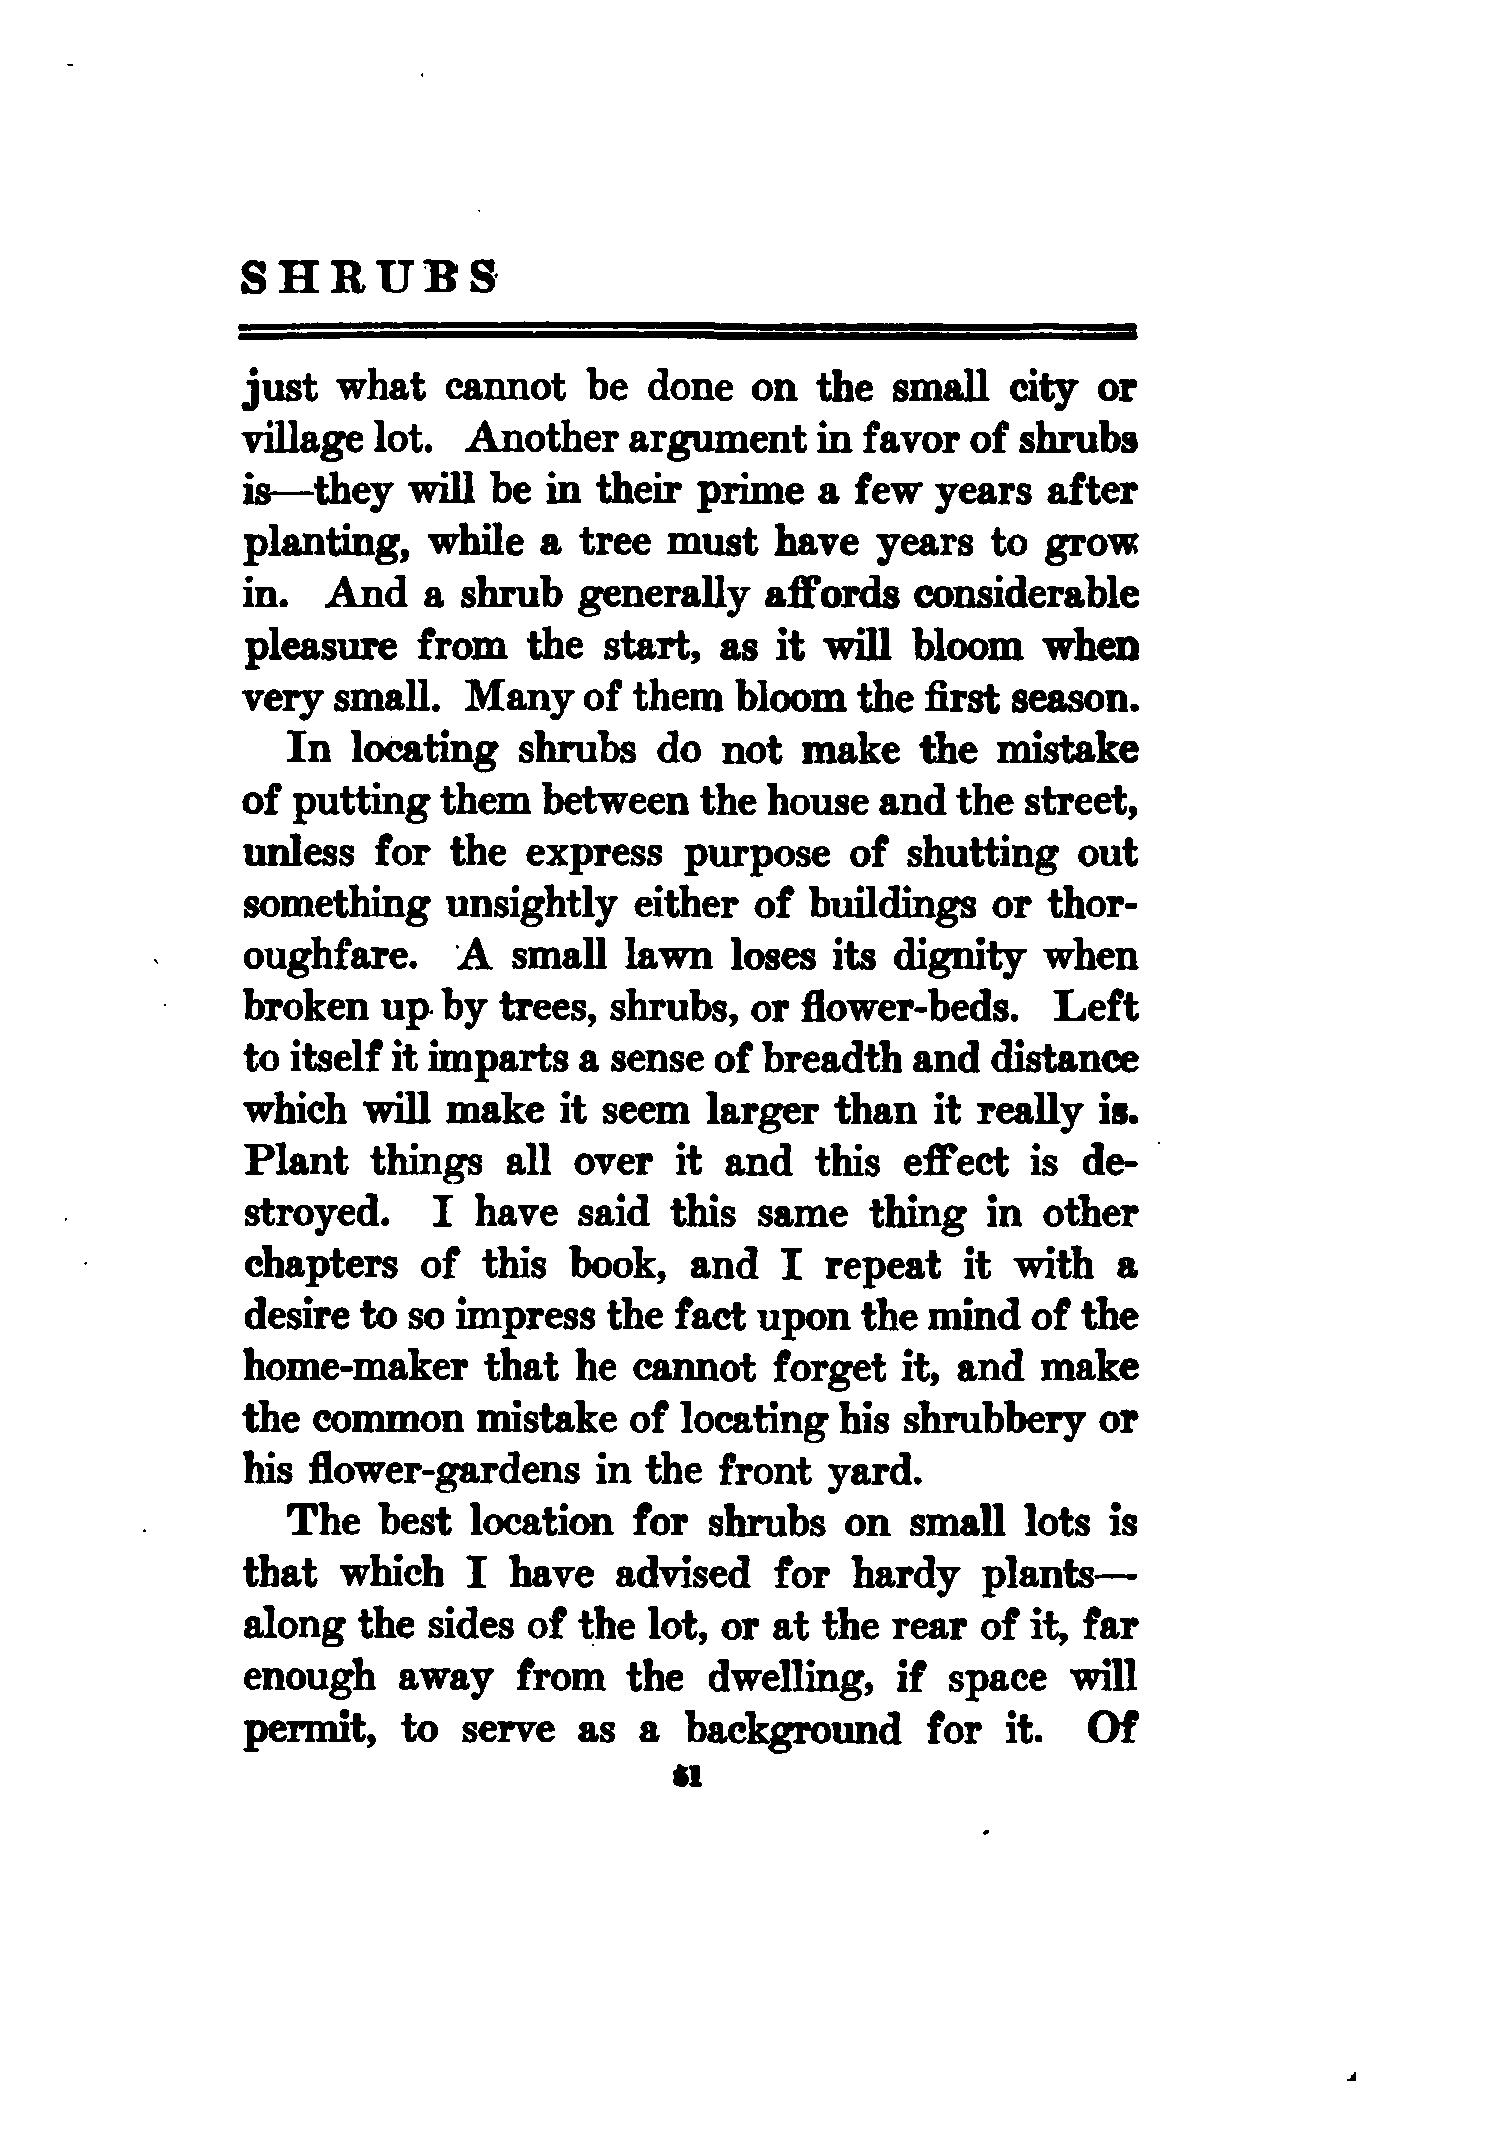 SHRUBS
just what cannot be done on the small city or
village lot. Another argument in favor of shrubs
is—they will be in their prime a few years after
planting, while a tree must have years to grow
in. And a shrub generally affords considerable
pleasure from the start, as it will bloom when
very small. Many of them bloom the first season.
In locating shrubs do not make the mistake
of putting them between the house and the street,
unless for the express purpose of shutting out
something unsightly either of buildings or thor-
oughfare. A small lawn loses its dignity when
broken up by trees, shrubs, or flower-beds. Left
to itself it imparts a sense of breadth and distance
which will make it seem larger than it really is.
Plant things all over it and this effect is de-
stroyed. I have said this same thing in other
chapters of this book, and I repeat it with a
desire to so impress the fact upon the mind of the
home-maker that he cannot forget it, and make
the common mistake of locating his shrubbery or
his flower-gardens in the front yard.
The best location for shrubs on small lots is
that which I have advised for hardy plants—
along the sides of the lot, or at the rear of it, far
enough away from the dwelling, if space will
permit, to serve as a background for it. Of
51